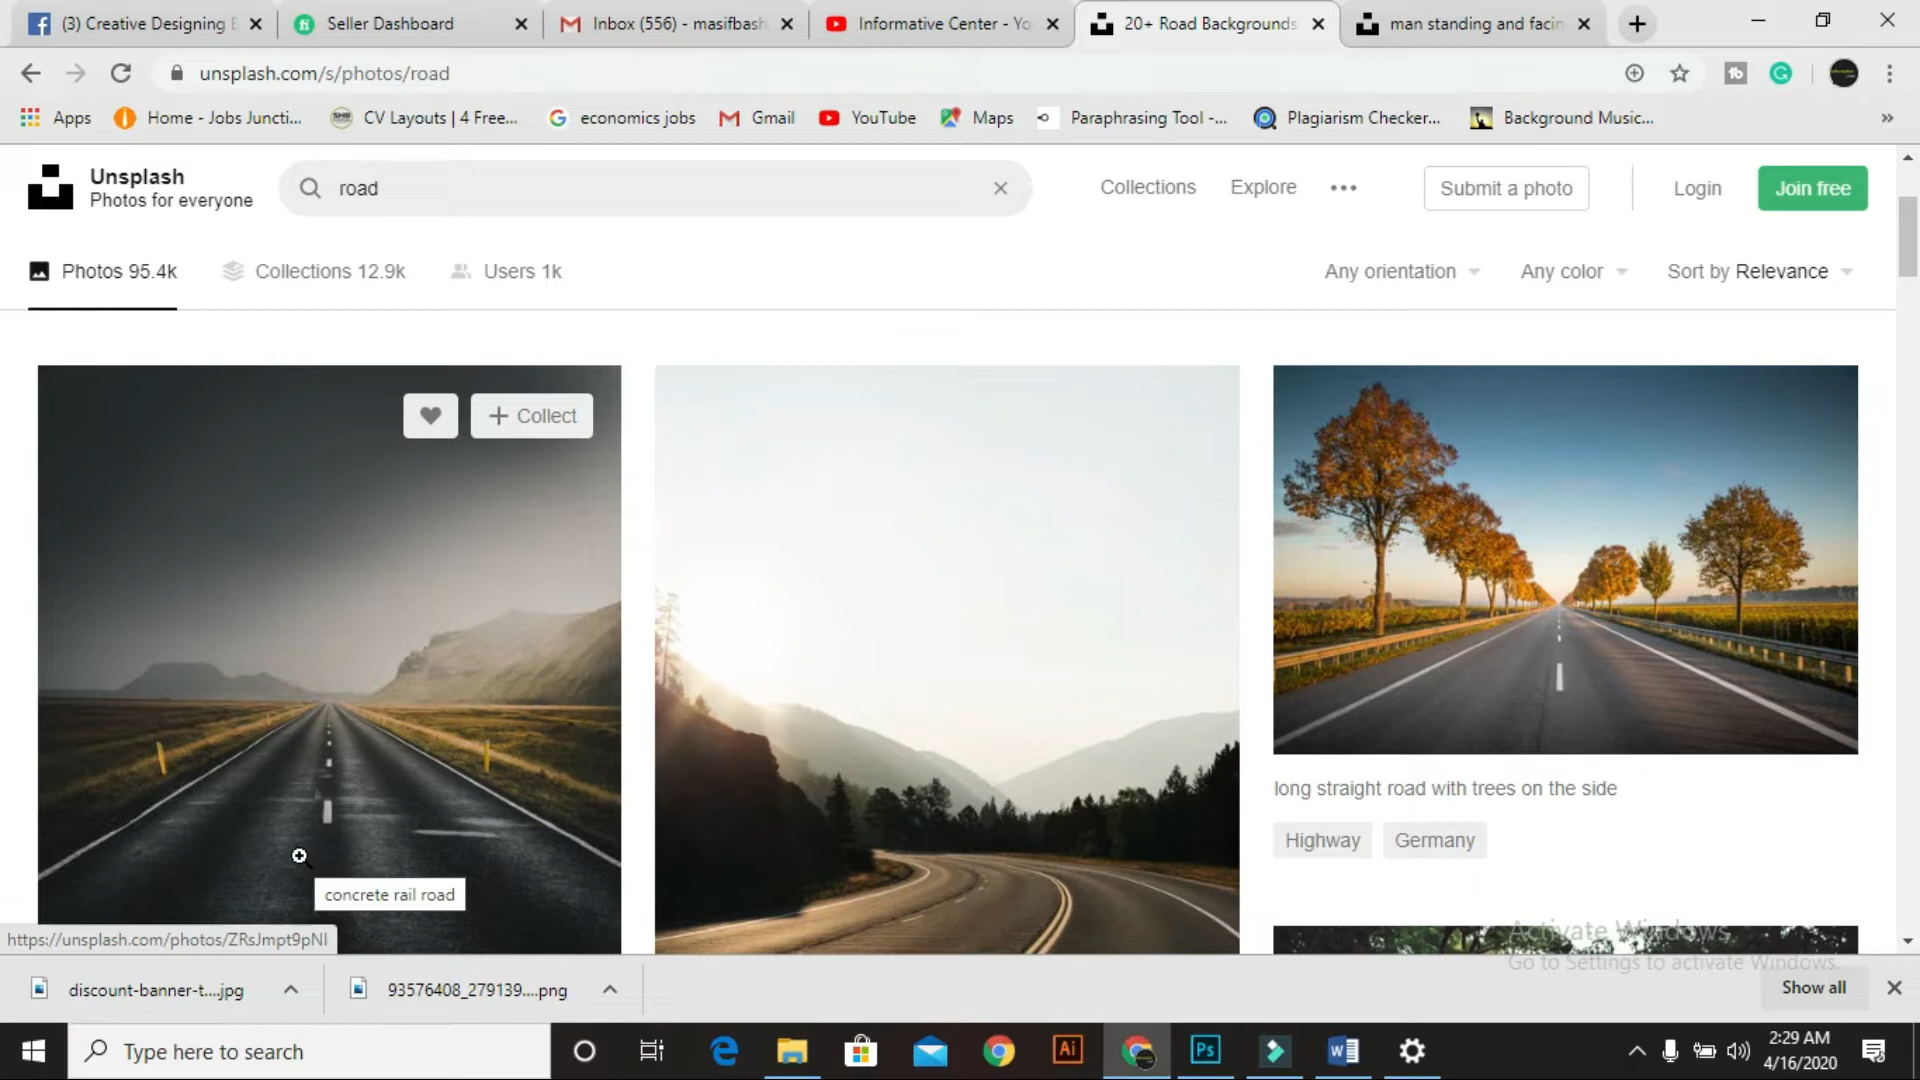 (3) Creative Designing
Seller Dashboard
Inbox (556) - masifbash
Informative Center - Yo
20+ Road Backgrounds
man standing and facin
unsplash.com/s/photos/road
Apps
Home - Jobs Juncti...
CV Layouts | 4 Free...
economics jobs
Gmail
YouTube
Maps
Paraphrasing Tool -...
Plagiarism Checker...
Background Music...
Unsplash
Photos for everyone
road
Collections
Explore
Submit a photo
Login
Join free
Photos 95.4k
Collections 12.9k
Users 1k
Any orientation
Any color
Sort by Relevance
+ Collect
concrete rail road
long straight road with trees on the side
Highway
Germany
https://unsplash.com/photos/ZRsJmpt9pNI
Activate Windows
Go to Settings to activate Windows.
discount-banner-t....jpg
93576408_279139....png
Show all
Type here to search
Ai
Ps
2:29 AM
4/16/2020